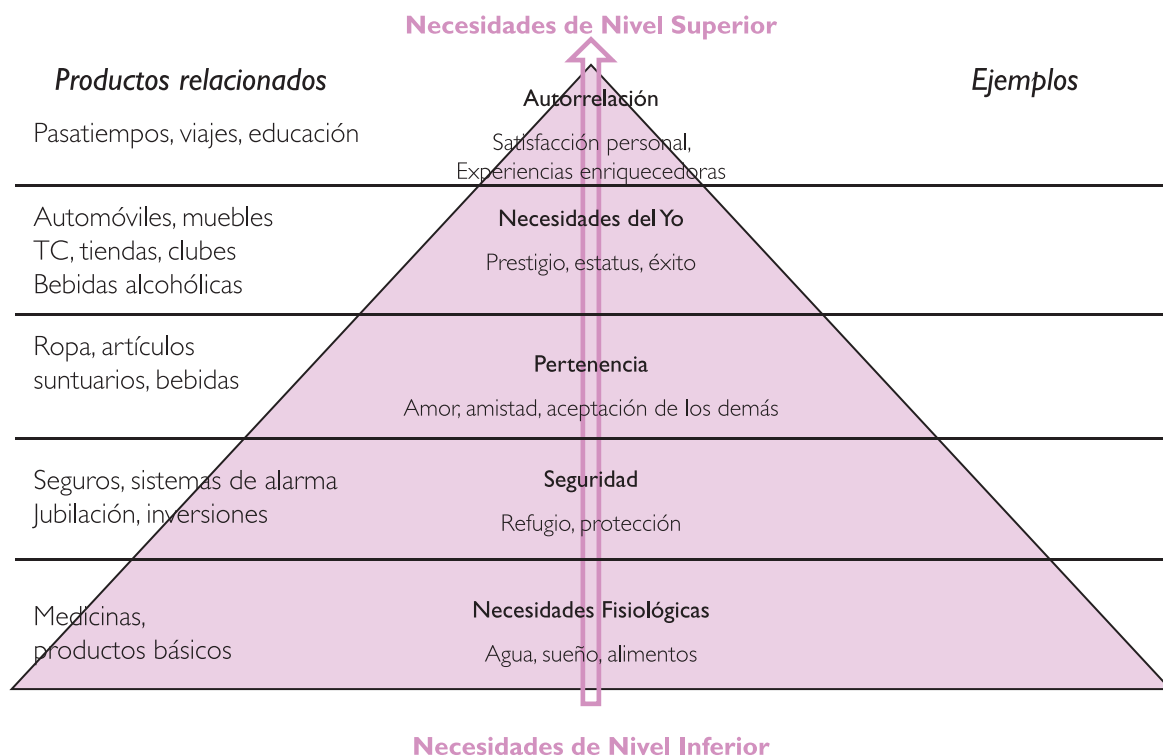 Necesidades de Nivel Superior
Productos relacionados
Ejemplos
Autorrelación
Pasatiempos, viajes, educación
Satisfacción personal,
Experiencias enriquecedoras
Automóviles, muebles
TC, tiendas, clubes
Bebidas alcohólicas
Necesidades del Yo
Prestigio, estatus, éxito
Ropa, artículos
suntuarios, bebidas
Pertenencia
Amor, amistad, aceptación de los demás
Seguros, sistemas de alarma
Jubilación, inversiones
Seguridad
Refugio, protección
Medicinas,
productos básicos
Necesidades Fisiológicas
Agua, sueño, alimentos
Necesidades de Nivel Inferior